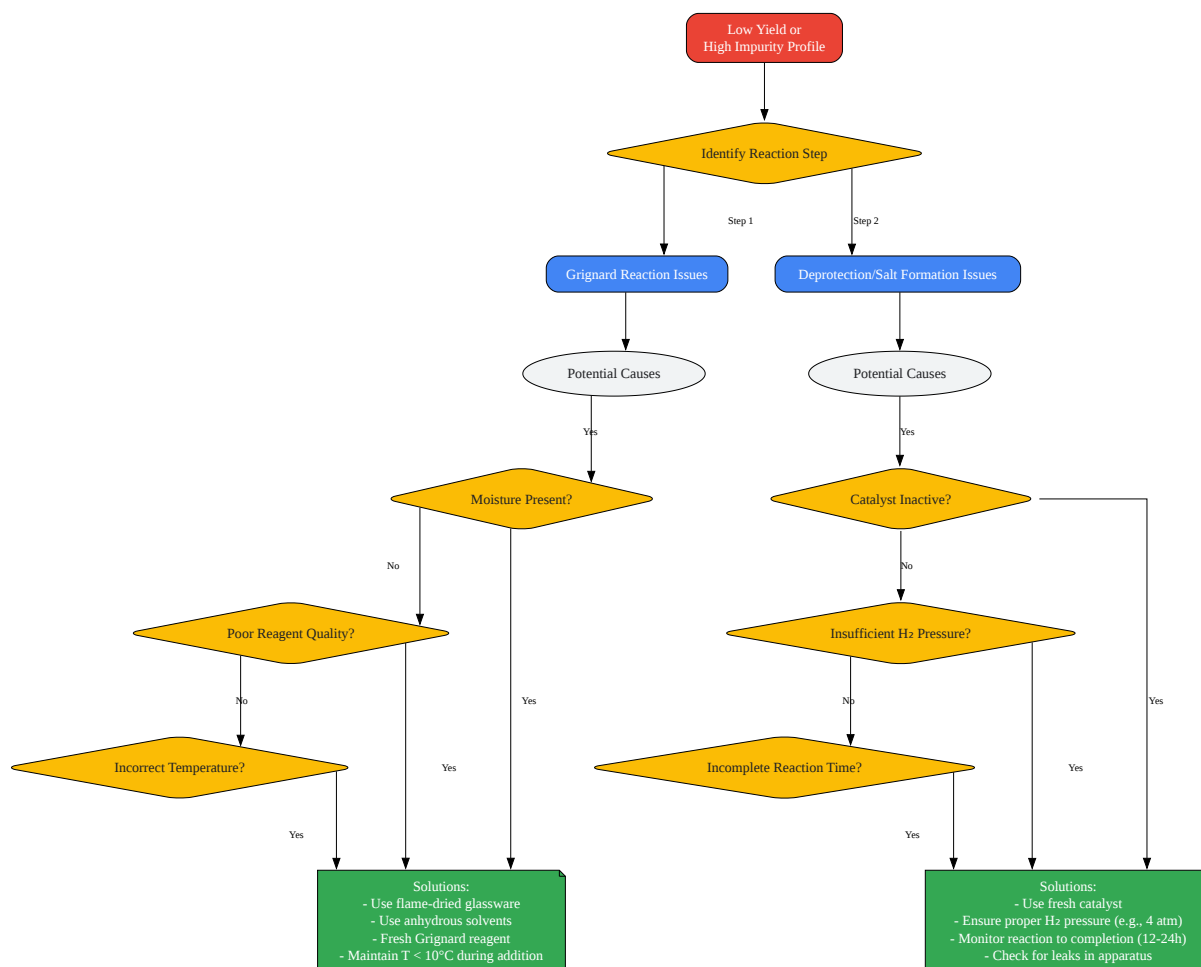 Low Yield or
High Impurity Profile
Identify Reaction Step
Step 1
Step 2
Grignard Reaction Issues
Deprotection/Salt Formation Issues
Potential Causes
Potential Causes
Yes
Yes
Moisture Present?
Catalyst Inactive?
No
No
Poor Reagent Quality?
Insufficient H₂ Pressure?
No
Yes
No
Yes
Incorrect Temperature?
Yes
Incomplete Reaction Time?
Yes
Yes
Yes
Solutions:
- Use flame-dried glassware
- Use anhydrous solvents
- Fresh Grignard reagent
- Maintain T < 10°C during addition
Solutions:
- Use fresh catalyst
- Ensure proper H₂ pressure (e.g., 4 atm)
- Monitor reaction to completion (12-24h)
- Check for leaks in apparatus